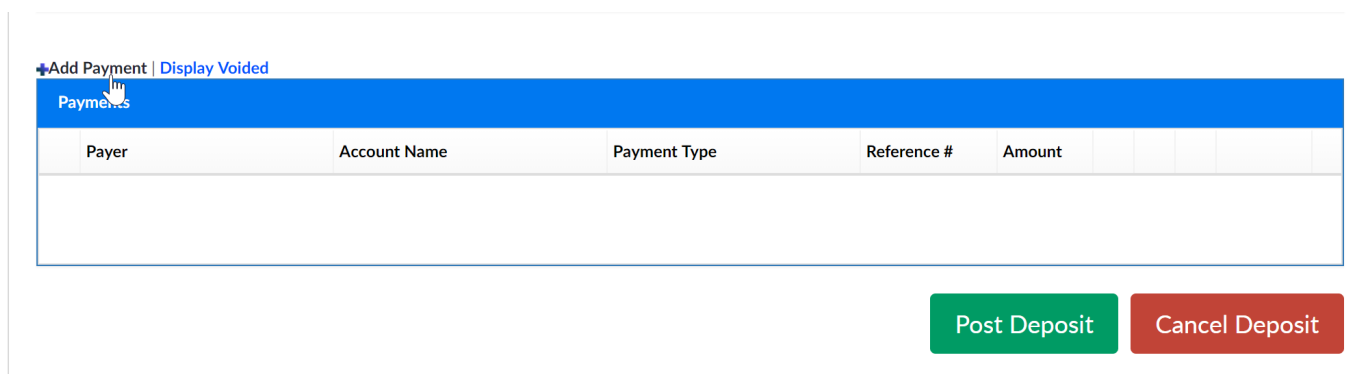 Add Payment | Display Voided
Payments
Payer Account Name Payment Type Reference # Amount
Post Deposit Cancel Deposit